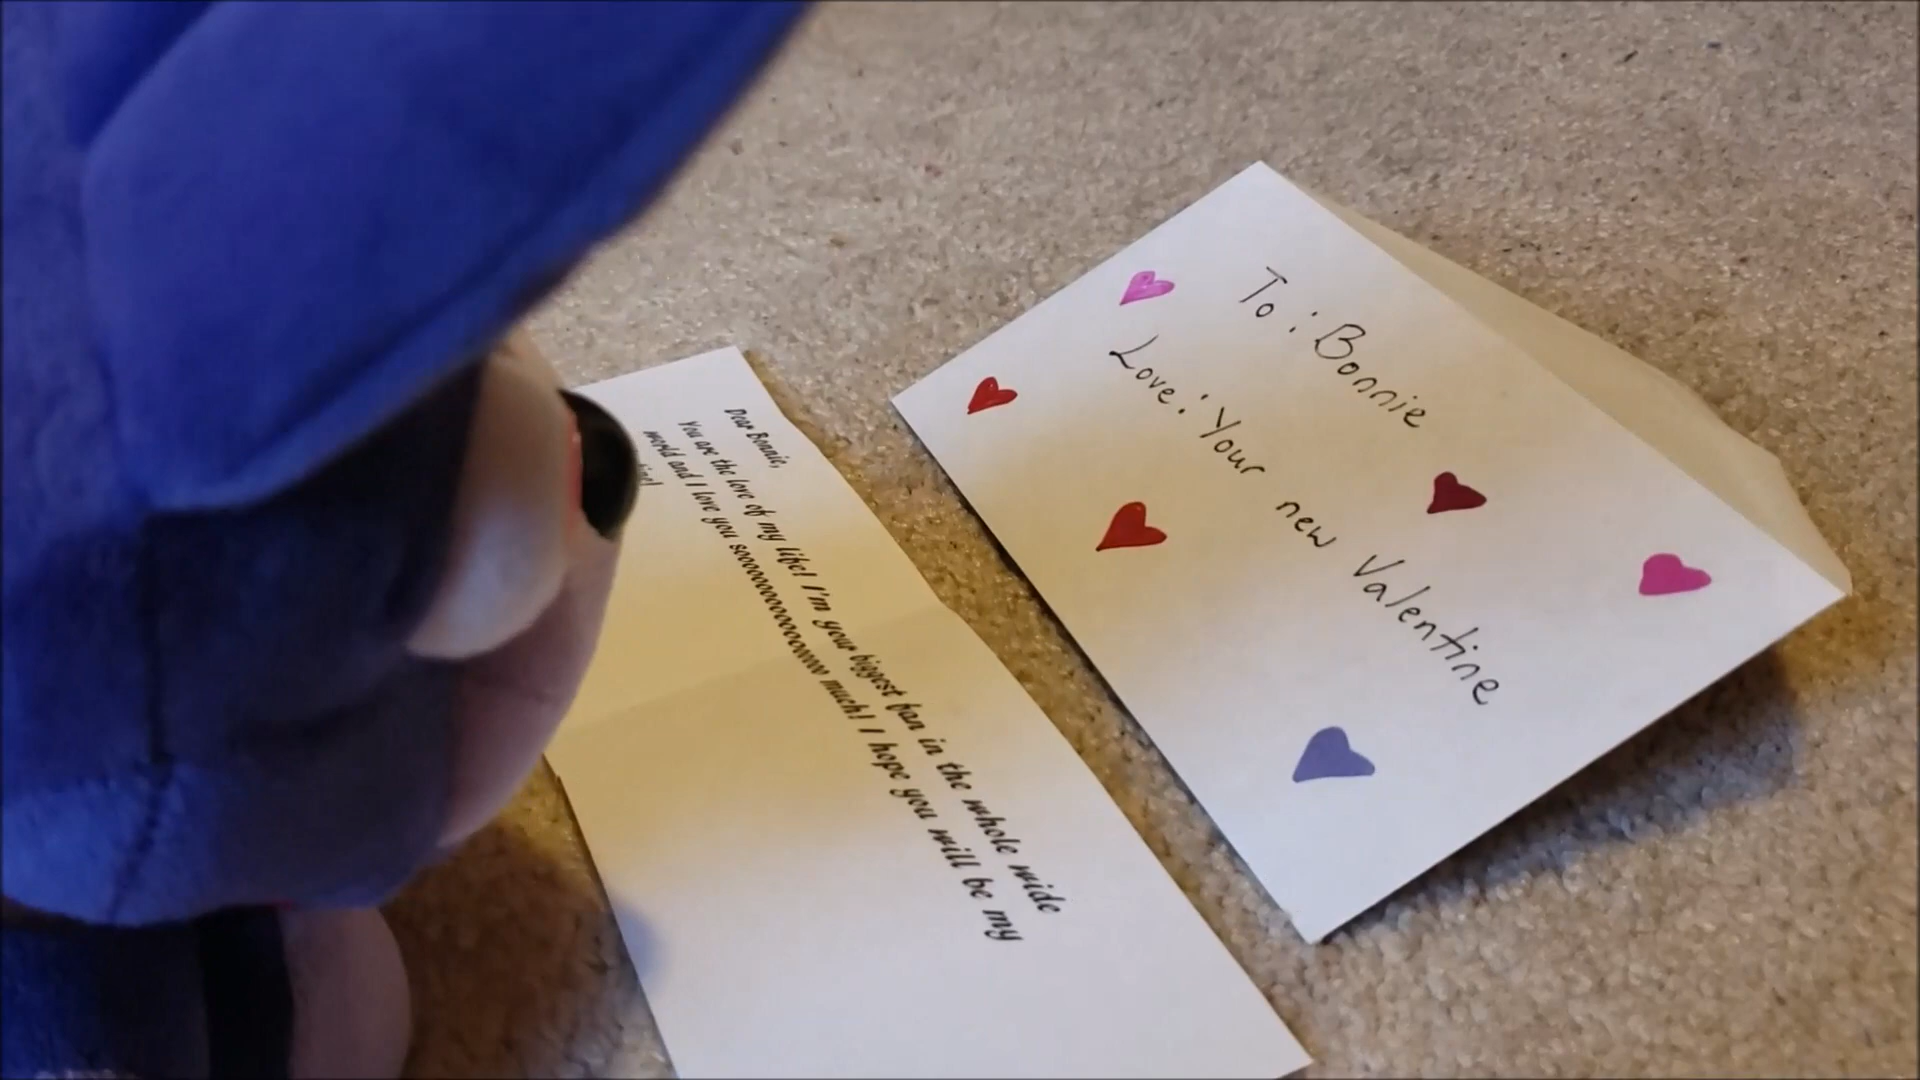 Dear Bonnie,
You are the love of my life! I'm your biggest fan in the whole wide
world and I love you soooooooooooooooo much! I hope you will be my
To: Bonnie
Love: Your new Valentine